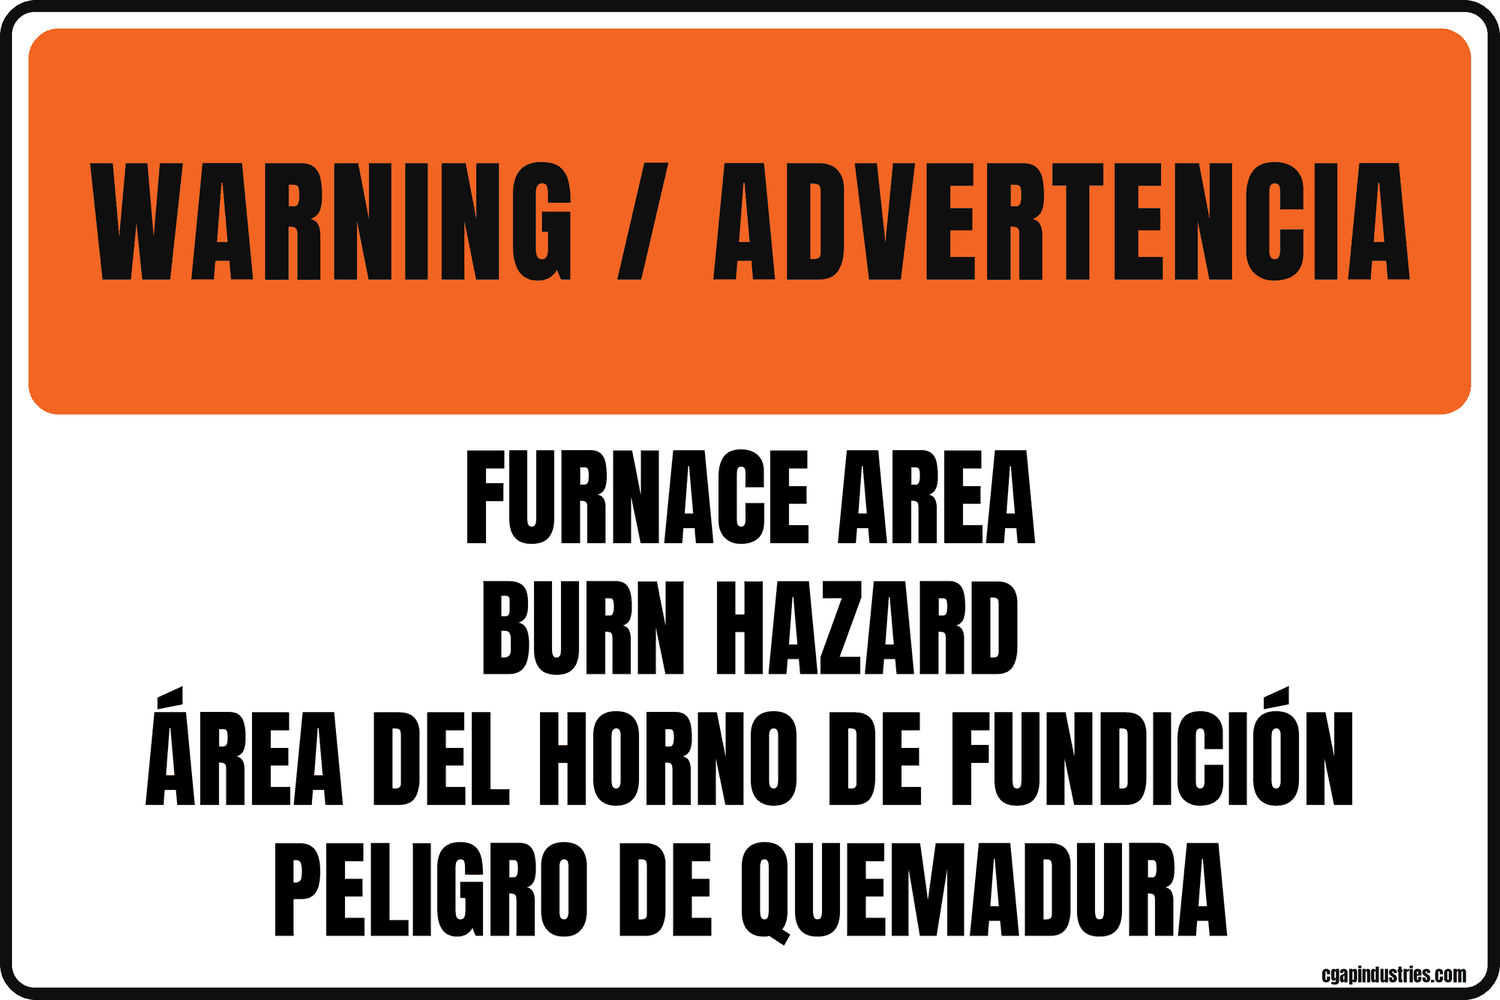 WARNING / ADVERTENCIA
FURNACE AREA
BURN HAZARD
ÁREA DEL HORNO DE FUNDICIÓN
PELIGRO DE QUEMADURA
cgapindustries.com